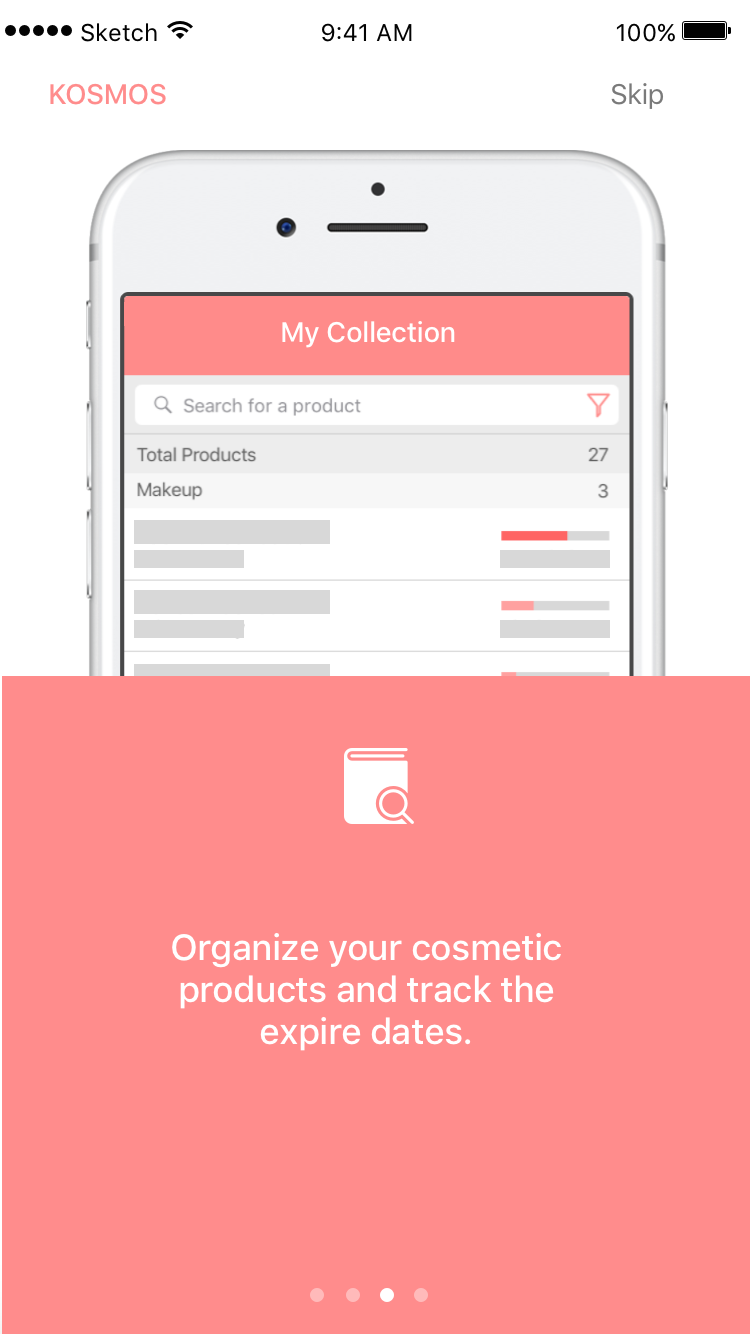 Sketch 9:41 AM 100%
KOSMOS Skip
My Collection
Search for a product
Total Products 27
Makeup 3
Organize your cosmetic
products and track the
expire dates.